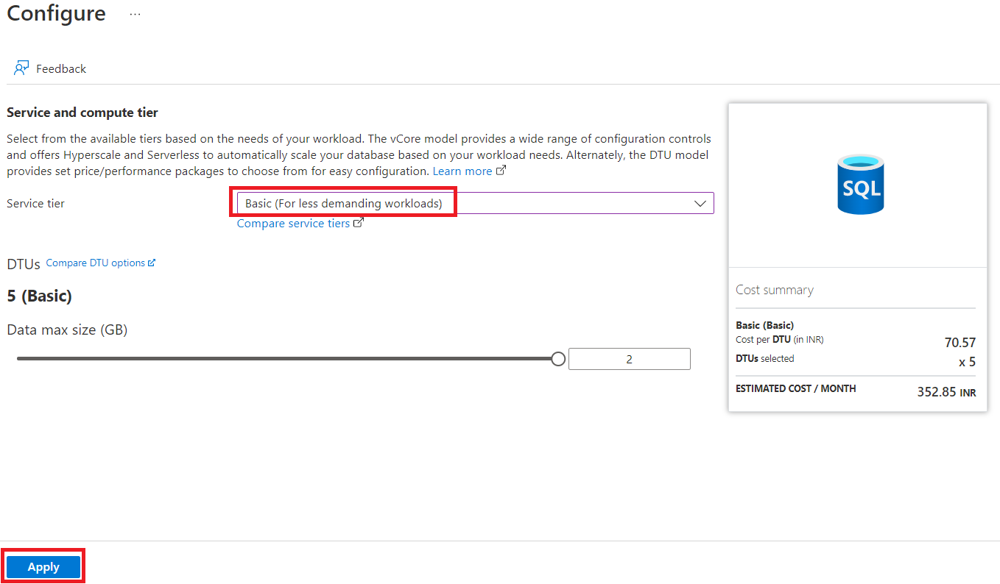 Configure ...
Feedback
Service and compute tier
Select from the available tiers based on the needs of your workload. The vCore model provides a wide range of configuration controls
and offers Hyperscale and Serverless to automatically scale your database based on your workload needs. Alternately, the DTU model
provides set price/performance packages to choose from for easy configuration. Learn more
Service tier
Basic (For less demanding workloads)
Compare service tiers
DTUs Compare DTU options
5 (Basic)
Data max size (GB)
2
SQL
Cost summary
Basic (Basic)
Cost per DTU (in INR) 70.57
DTUs selected x 5
ESTIMATED COST / MONTH 352.85 INR
Apply